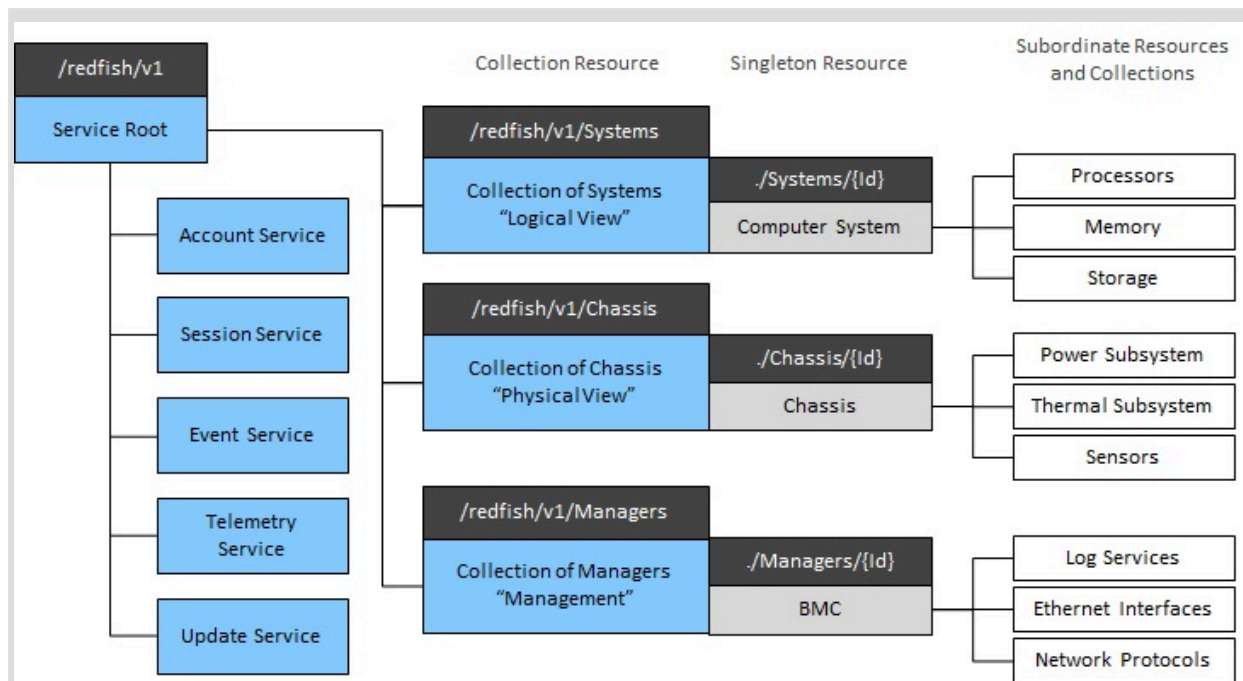 /redfish/v1
Service Root
Account Service
Session Service
Event Service
Telemetry
Service
Update Service
Collection Resource
Singleton Resource
Subordinate Resources
and Collections
/redfish/v1/Systems
Collection of Systems
“Logical View”
./Systems/{Id}
Computer System
Processors
Memory
Storage
/redfish/v1/Chassis
Collection of Chassis
“Physical View”
./Chassis/{Id}
Chassis
Power Subsystem
Thermal Subsystem
Sensors
/redfish/v1/Managers
Collection of Managers
“Management”
./Managers/{Id}
BMC
Log Services
Ethernet Interfaces
Network Protocols